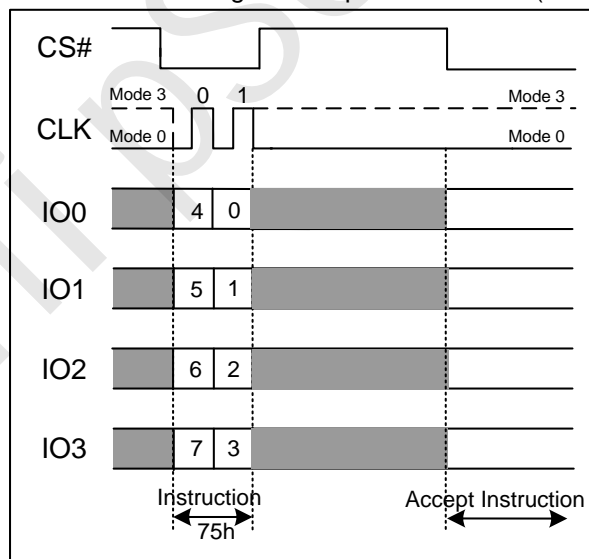 CS#
Mode 3 0 1 Mode 3
CLK
Mode 0 Mode 0
IO0 4 0
IO1 5 1
IO2 6 2
IO3 7 3
Instruction Accept Instruction
75h